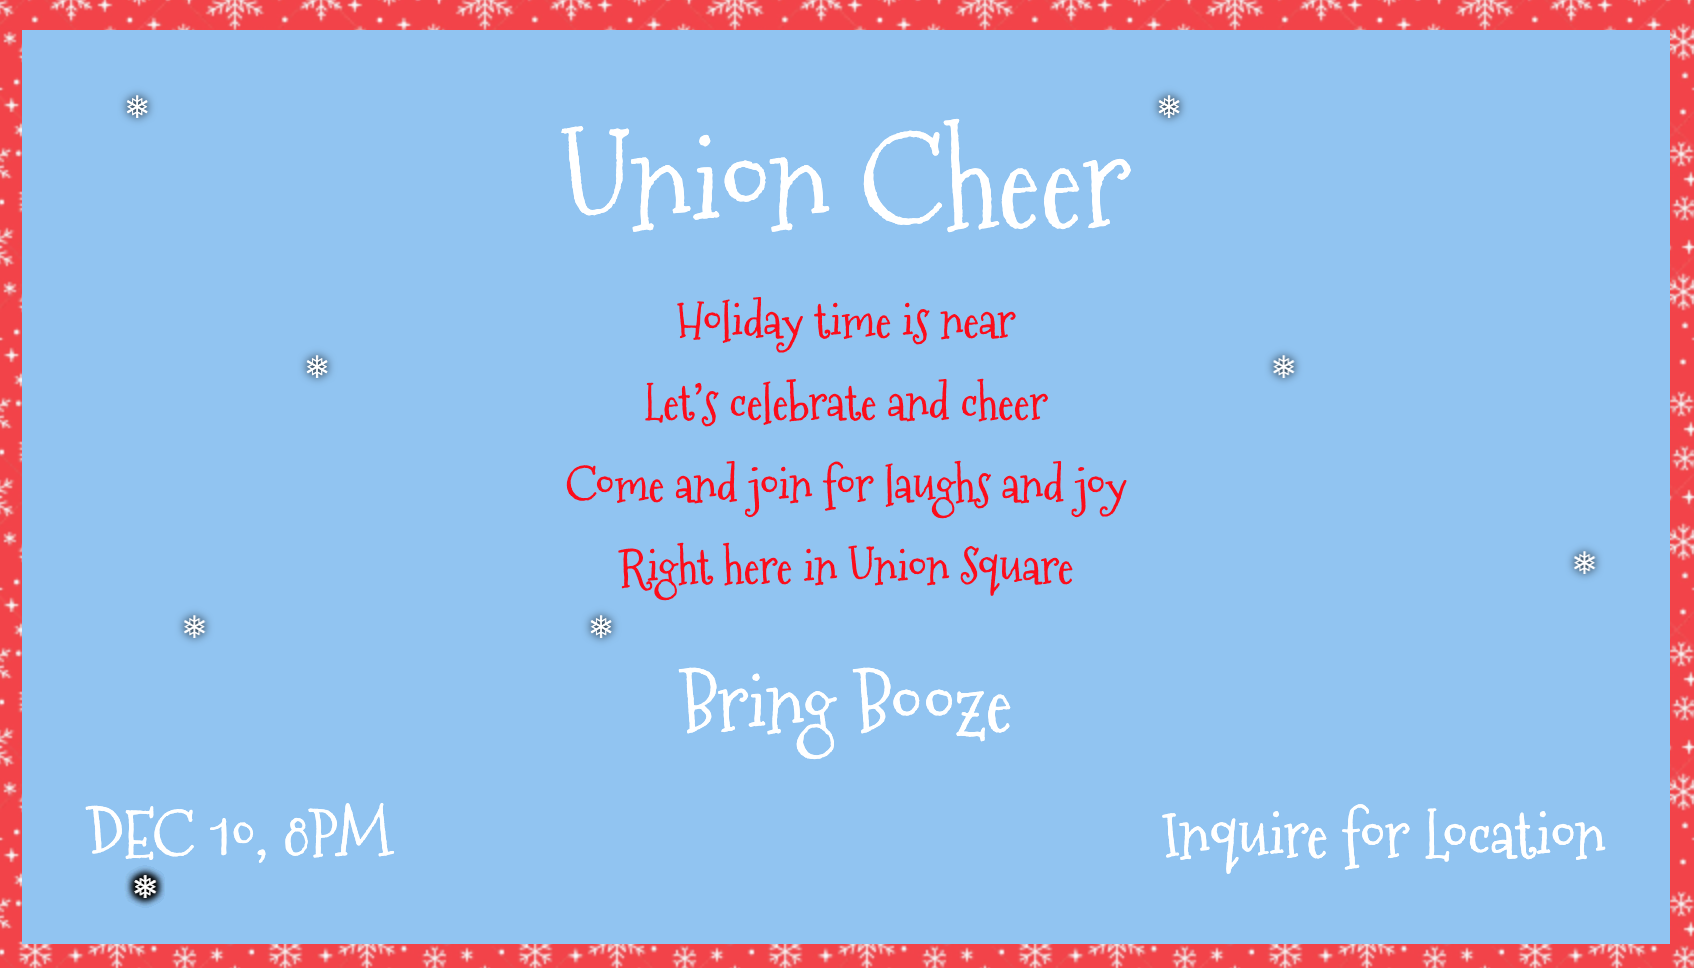 Union Cheer
Holiday time is near
Let’s celebrate and cheer
Come and join for laughs and joy
Right here in Union Square
Bring Booze
DEC 10, 8PM
Inquire for Location